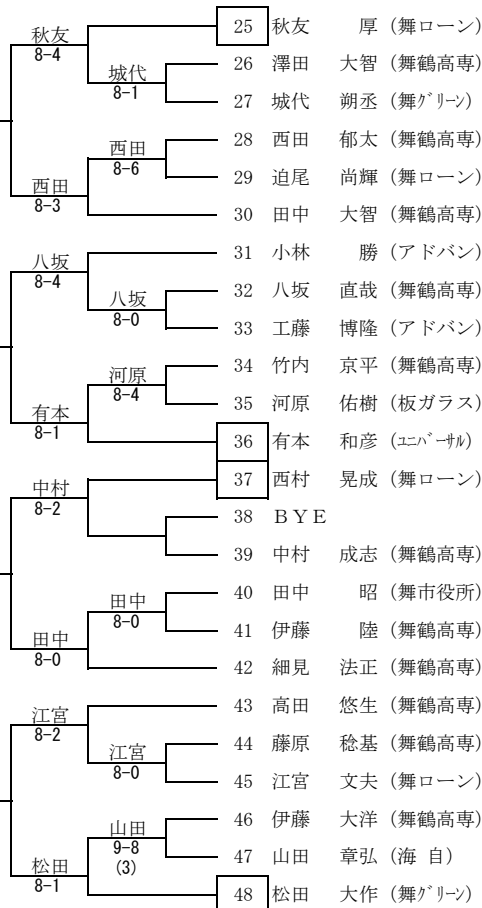 25 秋友 厚 (舞ローン)
秋友
8-4
26 澤田 大智 (舞鶴高専)
城代
8-1
27 城代 朔丞 (舞グリーン)
28 西田 郁太 (舞鶴高専)
西田
8-6
29 迫尾 尚輝 (舞ローン)
西田
8-3
30 田中 大智 (舞鶴高専)
31 小林 勝 (アドバン)
八坂
8-4
32 八坂 直哉 (舞鶴高専)
八坂
8-0
33 工藤 博隆 (アドバン)
34 竹内 京平 (舞鶴高専)
河原
8-4
35 河原 佑樹 (板ガラス)
有本
8-1
36 有本 和彦 (ユニバーサル)
37 西村 晃成 (舞ローン)
中村
8-2
38 BYE
39 中村 成志 (舞鶴高専)
40 田中 昭 (舞市役所)
田中
8-0
41 伊藤 陸 (舞鶴高専)
田中
8-0
42 細見 法正 (舞鶴高専)
43 高田 悠生 (舞鶴高専)
江宮
8-2
44 藤原 稔基 (舞鶴高専)
江宮
8-0
45 江宮 文夫 (舞ローン)
46 伊藤 大洋 (舞鶴高専)
山田
9-8
(3)
47 山田 章弘 (海 自)
松田
8-1
48 松田 大作 (舞グリーン)